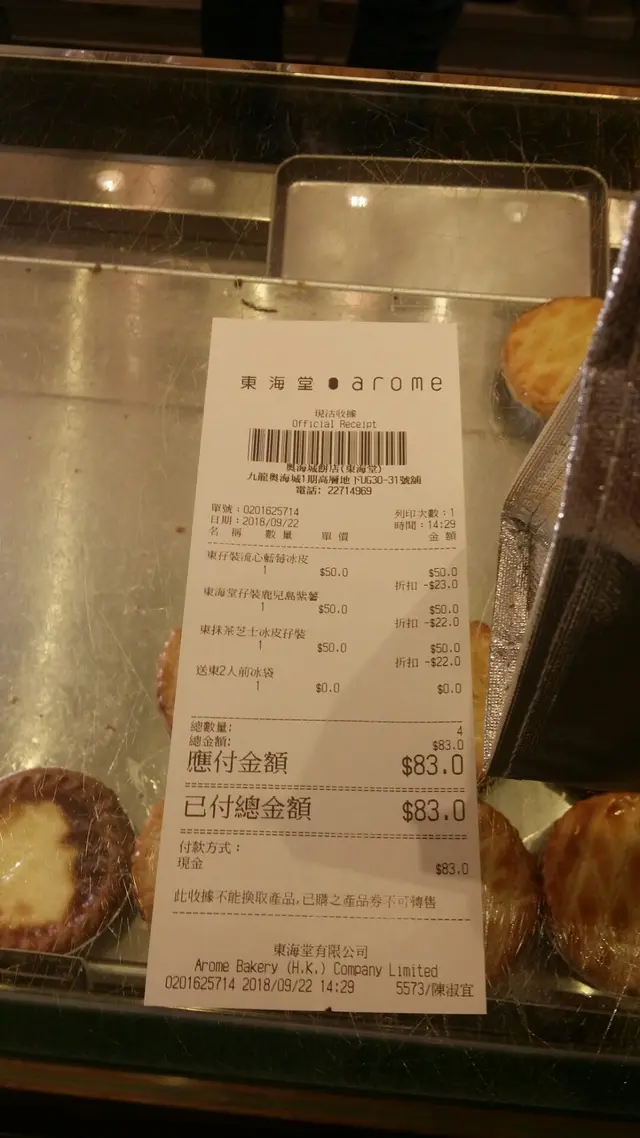 東海堂 arome
現沽收據
Official Receipt
奧海城餅店(東海堂)
九龍奧海城1期高層地下UG30-31號舖
電話: 22714969
單號:0201625714 列印次數:1
日期:2018/09/22 時間:14:29
名 稱 數量 單 價 金 額
東孖裝流心藍莓冰皮
1 $50.0 $50.0
折扣 -$23.0
東海堂孖裝鹿兒島紫薯
1 $50.0 $50.0
折扣 -$22.0
東抹茶芝士冰皮孖裝
1 $50.0 $50.0
折扣 -$22.0
送東2人前冰袋
1 $0.0 $0.0
總數量: 4
總金額: $83.0
應付金額 $83.0
已付總金額 $83.0
付款方式:
現金 $83.0
此收據不能換取產品,已購之產品券不可轉售
東海堂有限公司
Arome Bakery (H.K.) Company Limited
0201625714 2018/09/22 14:29 5573/陳淑宜